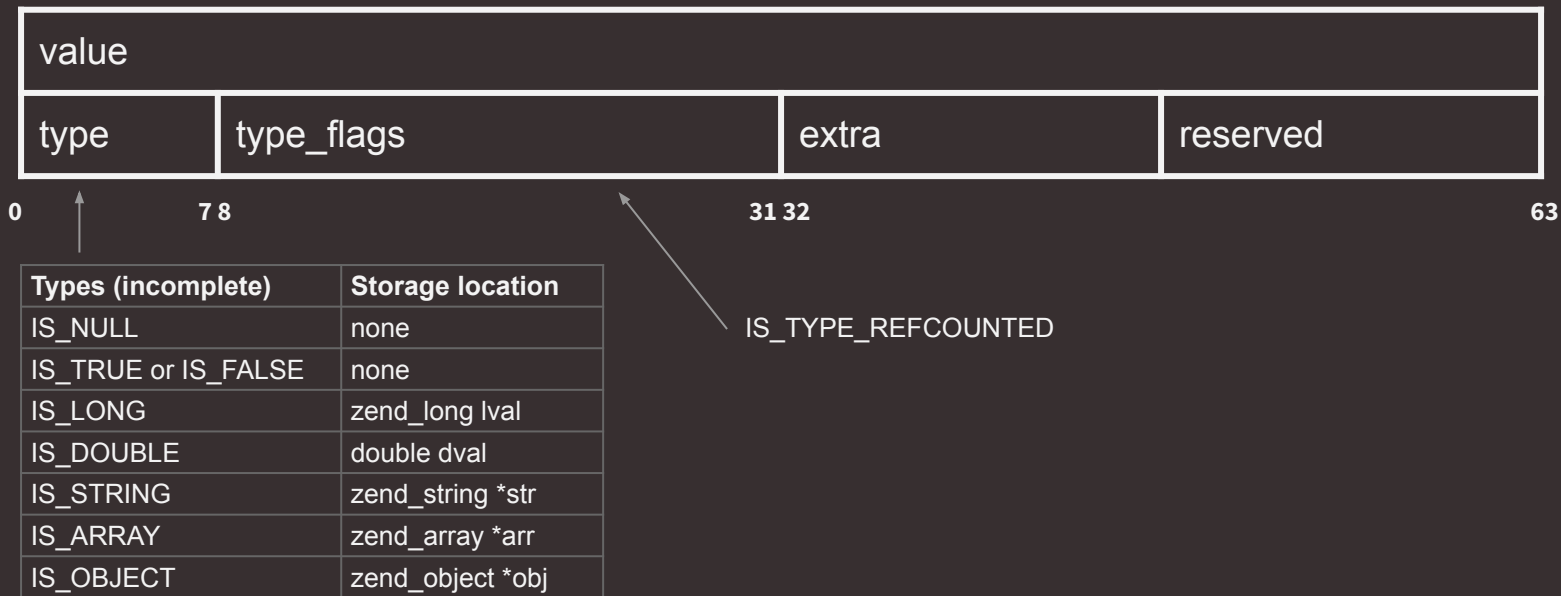 value
type type_flags extra reserved
0 7 8 31 32 63
Types (incomplete) Storage location
IS_NULL none
IS_TRUE or IS_FALSE none
IS_LONG zend_long lval
IS_DOUBLE double dval
IS_STRING zend_string *str
IS_ARRAY zend_array *arr
IS_OBJECT zend_object *obj
IS_TYPE_REFCOUNTED